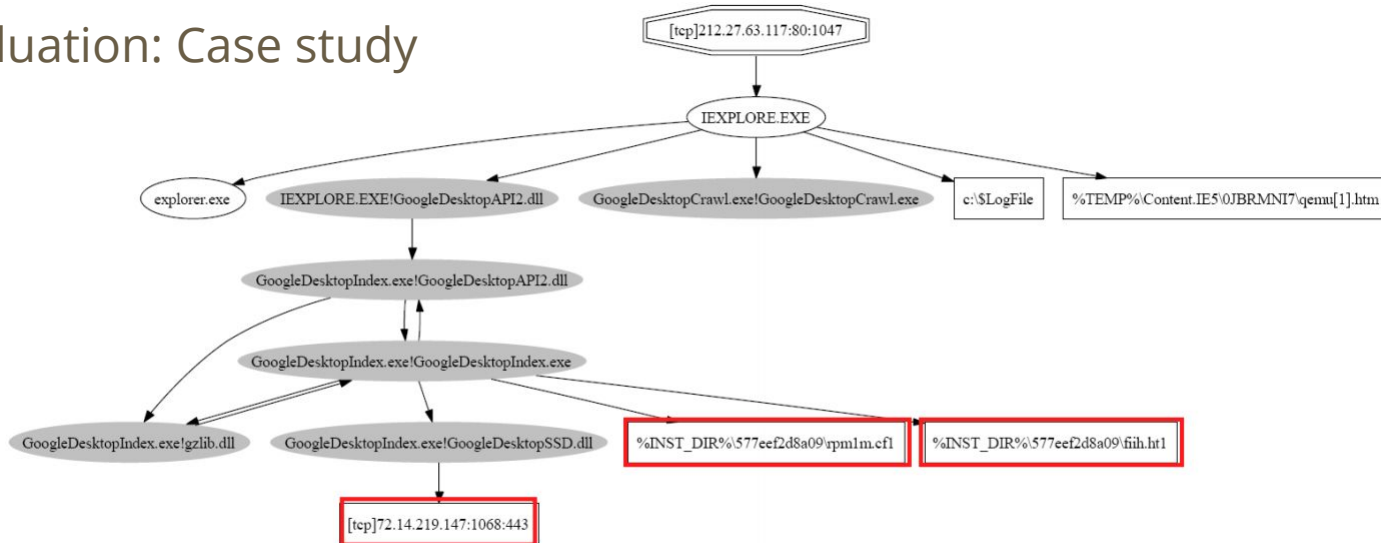 luation: Case study
[tcp]212.27.63.117:80:1047
IEXPLORE.EXE
explorer.exe
IEXPLORE.EXE!GoogleDesktopAPI2.dll
GoogleDesktopCrawl.exe!GoogleDesktopCrawl.exe
c:\$LogFile
%TEMP%\Content.IE5\0JBRMNI7\qemu[1].htm
GoogleDesktopIndex.exe!GoogleDesktopAPI2.dll
GoogleDesktopIndex.exe!GoogleDesktopIndex.exe
GoogleDesktopIndex.exe!gzlib.dll
GoogleDesktopIndex.exe!GoogleDesktopSSD.dll
%INST_DIR%\577eef2d8a09\rpm1m.cf1
%INST_DIR%\577eef2d8a09\fiih.ht1
[tcp]72.14.219.147:1068:443